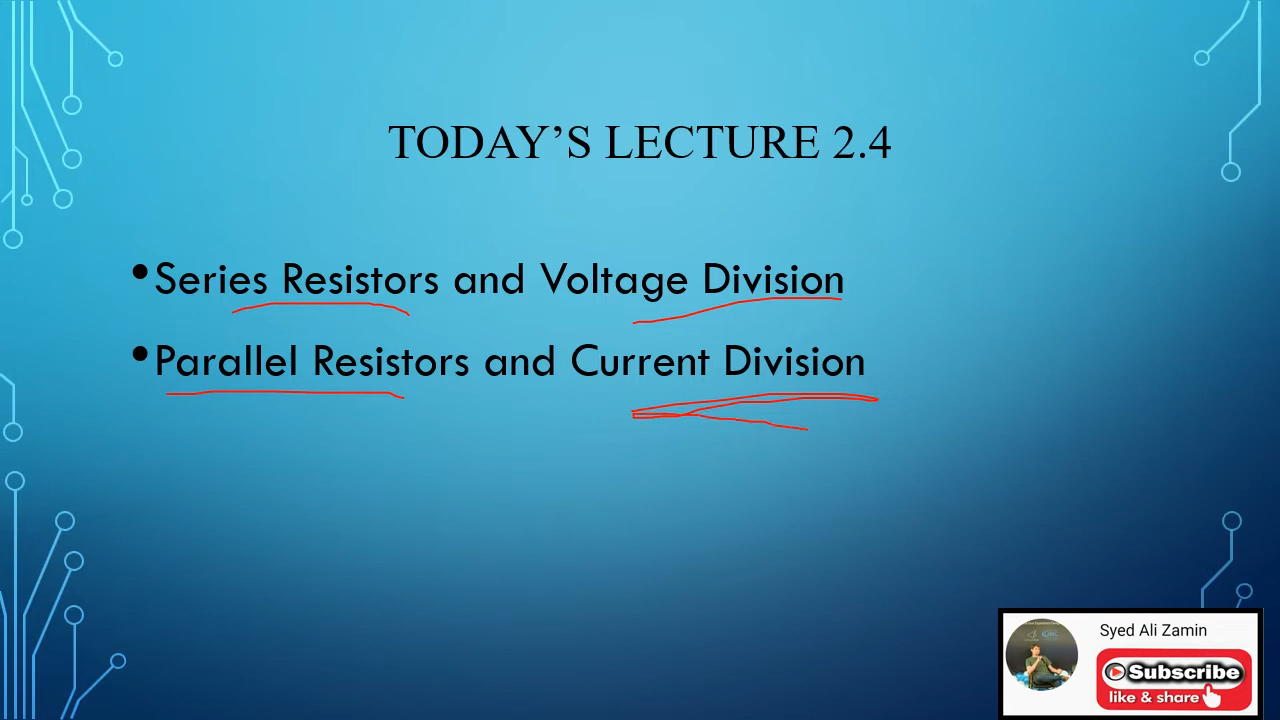 TODAY’S LECTURE 2.4
•Series Resistors and Voltage Division
•Parallel Resistors and Current Division
Syed Ali Zamin
Subscribe
like & share